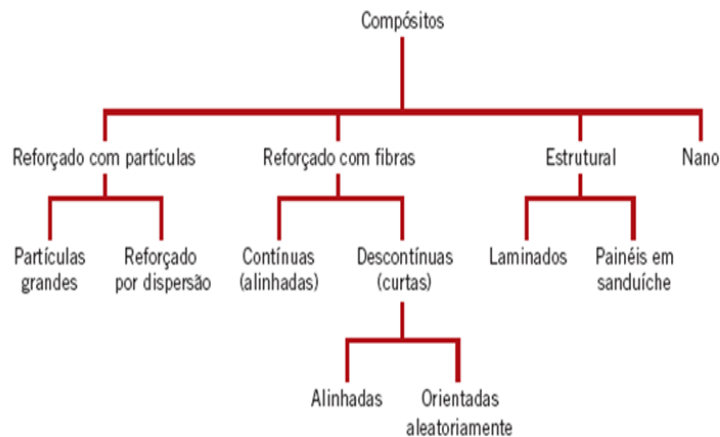 Compósitos
Reforçado com partículas
Reforçado com fibras
Estrutural
Nano
Partículas
grandes
Reforçado
por dispersão
Contínuas
(alinhadas)
Descontínuas
(curtas)
Laminados
Painéis em
sanduíche
Alinhadas
Orientadas
aleatoriamente